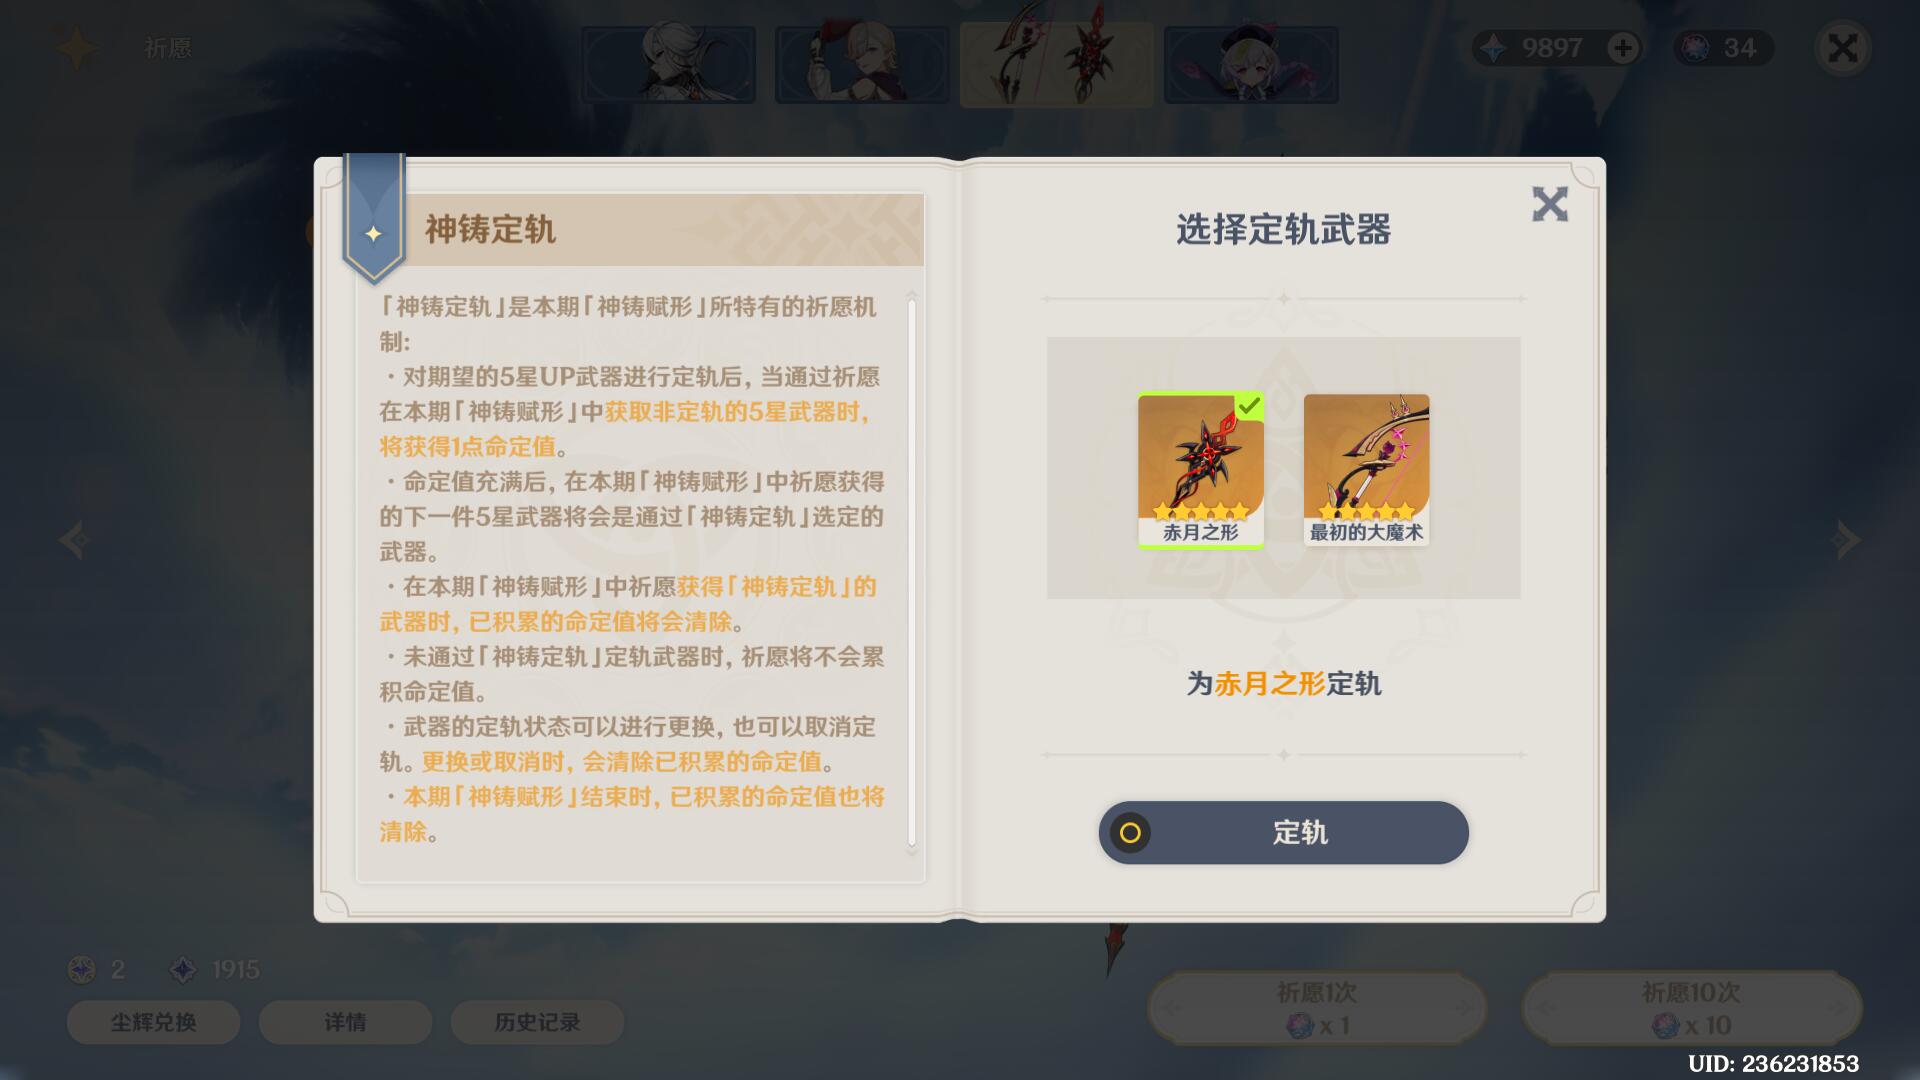 祈愿
9897
34
神铸定轨
「神铸定轨」是本期「神铸赋形」所特有的祈愿机
制:
·对期望的5星UP武器进行定轨后, 当通过祈愿
在本期「神铸赋形」中获取非定轨的5星武器时,
将获得1点命定值。
·命定值充满后, 在本期「神铸赋形」中祈愿获得
的下一件5星武器将会是通过「神铸定轨」选定的
武器。
·在本期「神铸赋形」中祈愿获得「神铸定轨」的
武器时, 已积累的命定值将会清除。
·未通过「神铸定轨」定轨武器时, 祈愿将不会累
积命定值。
·武器的定轨状态可以进行更换, 也可以取消定
轨。更换或取消时, 会清除已积累的命定值。
·本期「神铸赋形」结束时, 已积累的命定值也将
清除。
选择定轨武器
赤月之形
最初的大魔术
为赤月之形定轨
定轨
2
1915
尘辉兑换
详情
历史记录
祈愿1次
x 1
祈愿10次
x 10
UID: 236231853